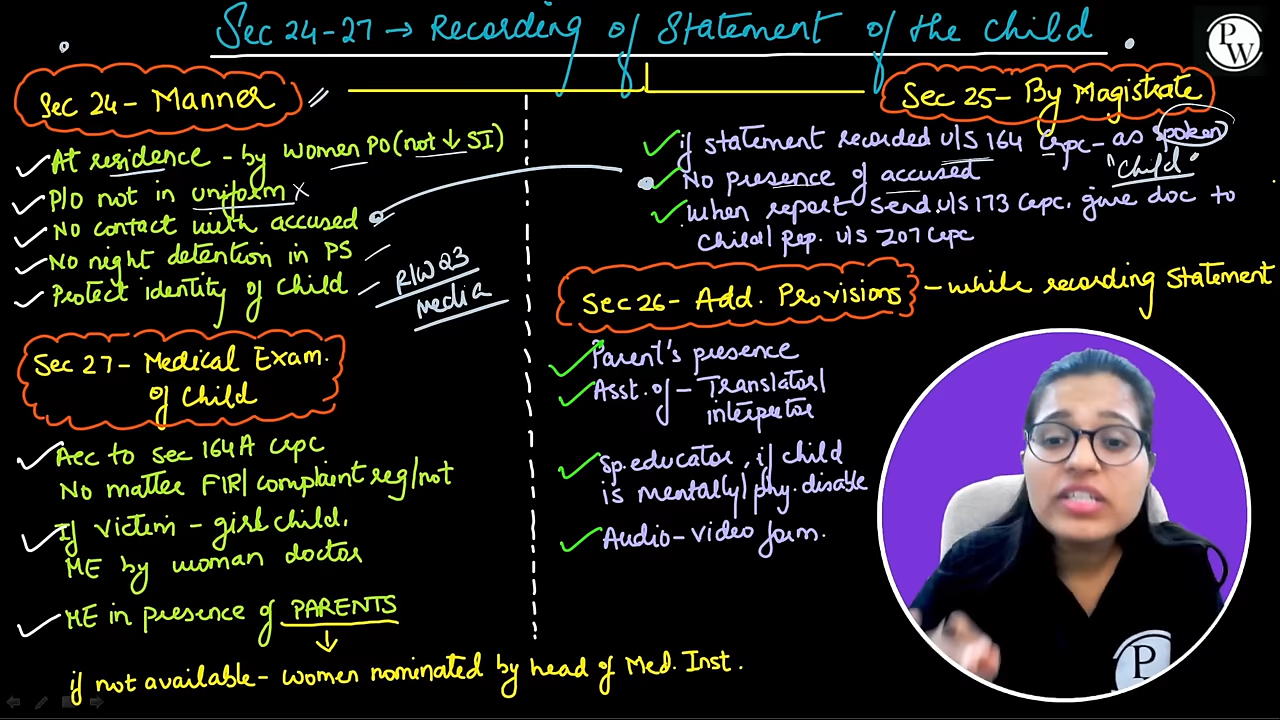 Sec 24-27 → Recording of Statement of the Child
PW
Sec 24 - Manner
At residence - by women PO (not ↓ SI)
P/O not in uniform x
No contact with accused
No night detention in PS
Protect identity of Child
R/W 23
media
Sec 27 - Medical Exam.
of Child
Acc to Sec 164A crpc
No matter FIR/ complaint reg/not
If victim - girl child,
ME by woman doctor
ME in presence of PARENTS
↓
if not available - women nominated by head of Med. Inst.
Sec 25 - By Magistrate
if statement recorded u/s 164 crpc - as spoken
"Child"
No presence of accused
When report send u/s 173 crpc. give doc to
Child/ Rep. u/s 207 crpc
Sec 26 - Add. Provisions - while recording Statement
Parent's presence
Asst. of - Translator/
interpretor
Sp. educator, if child
is mentally/ phy. disable
Audio-video form.
P